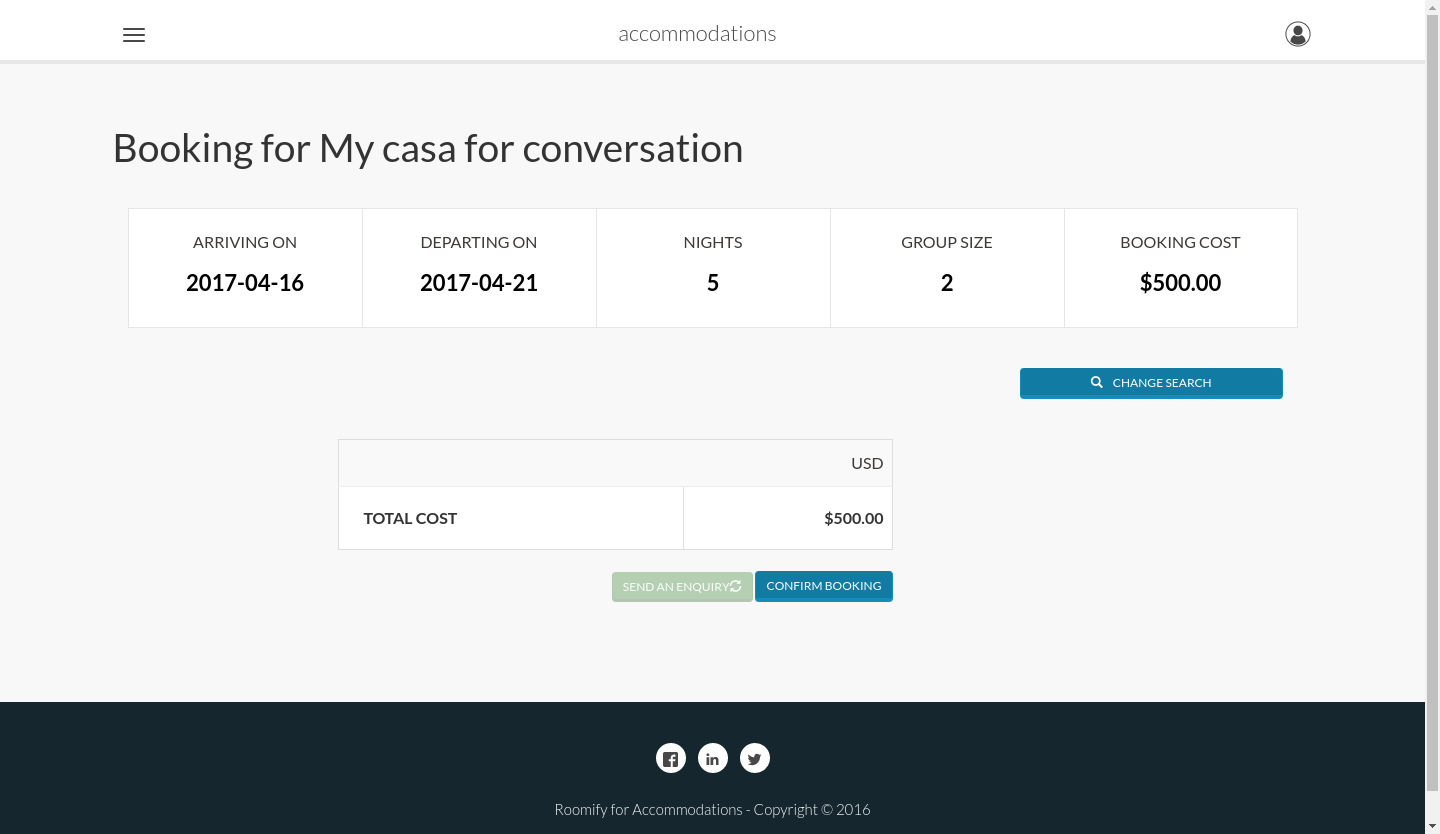 accommodations
Booking for My casa for conversation
ARRIVING ON
2017-04-16
DEPARTING ON
2017-04-21
NIGHTS
5
GROUP SIZE
2
BOOKING COST
$500.00
CHANGE SEARCH
USD
TOTAL COST $500.00
SEND AN ENQUIRY CONFIRM BOOKING
Roomify for Accommodations - Copyright © 2016